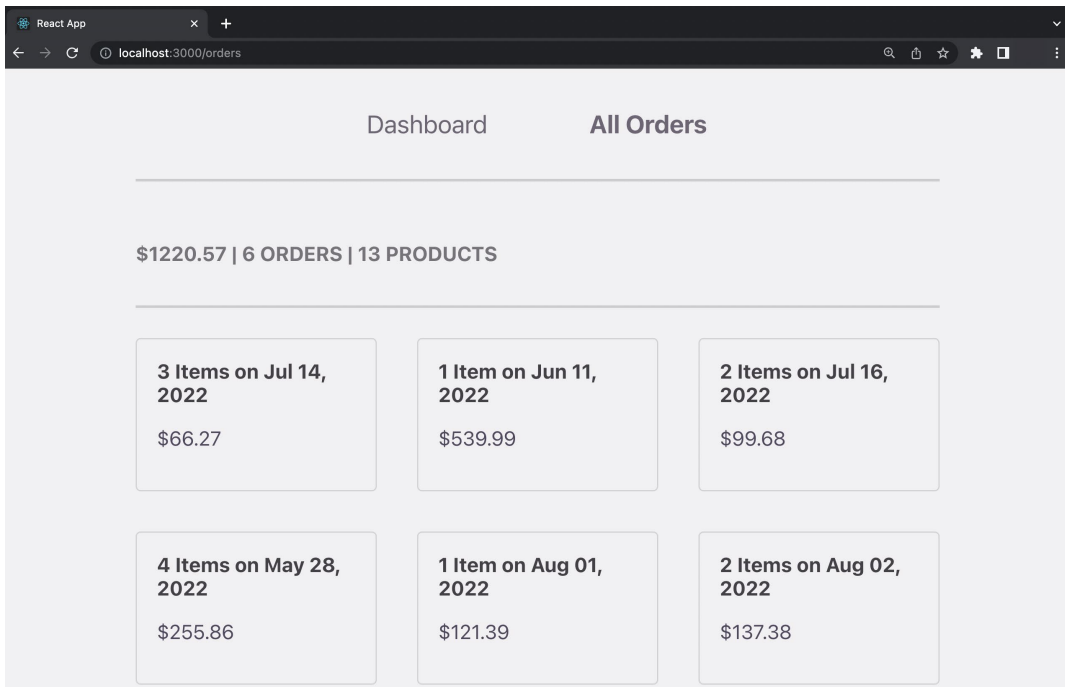 React App
localhost:3000/orders
Dashboard All Orders
$1220.57 | 6 ORDERS | 13 PRODUCTS
3 Items on Jul 14,
2022
$66.27
1 Item on Jun 11,
2022
$539.99
2 Items on Jul 16,
2022
$99.68
4 Items on May 28,
2022
$255.86
1 Item on Aug 01,
2022
$121.39
2 Items on Aug 02,
2022
$137.38